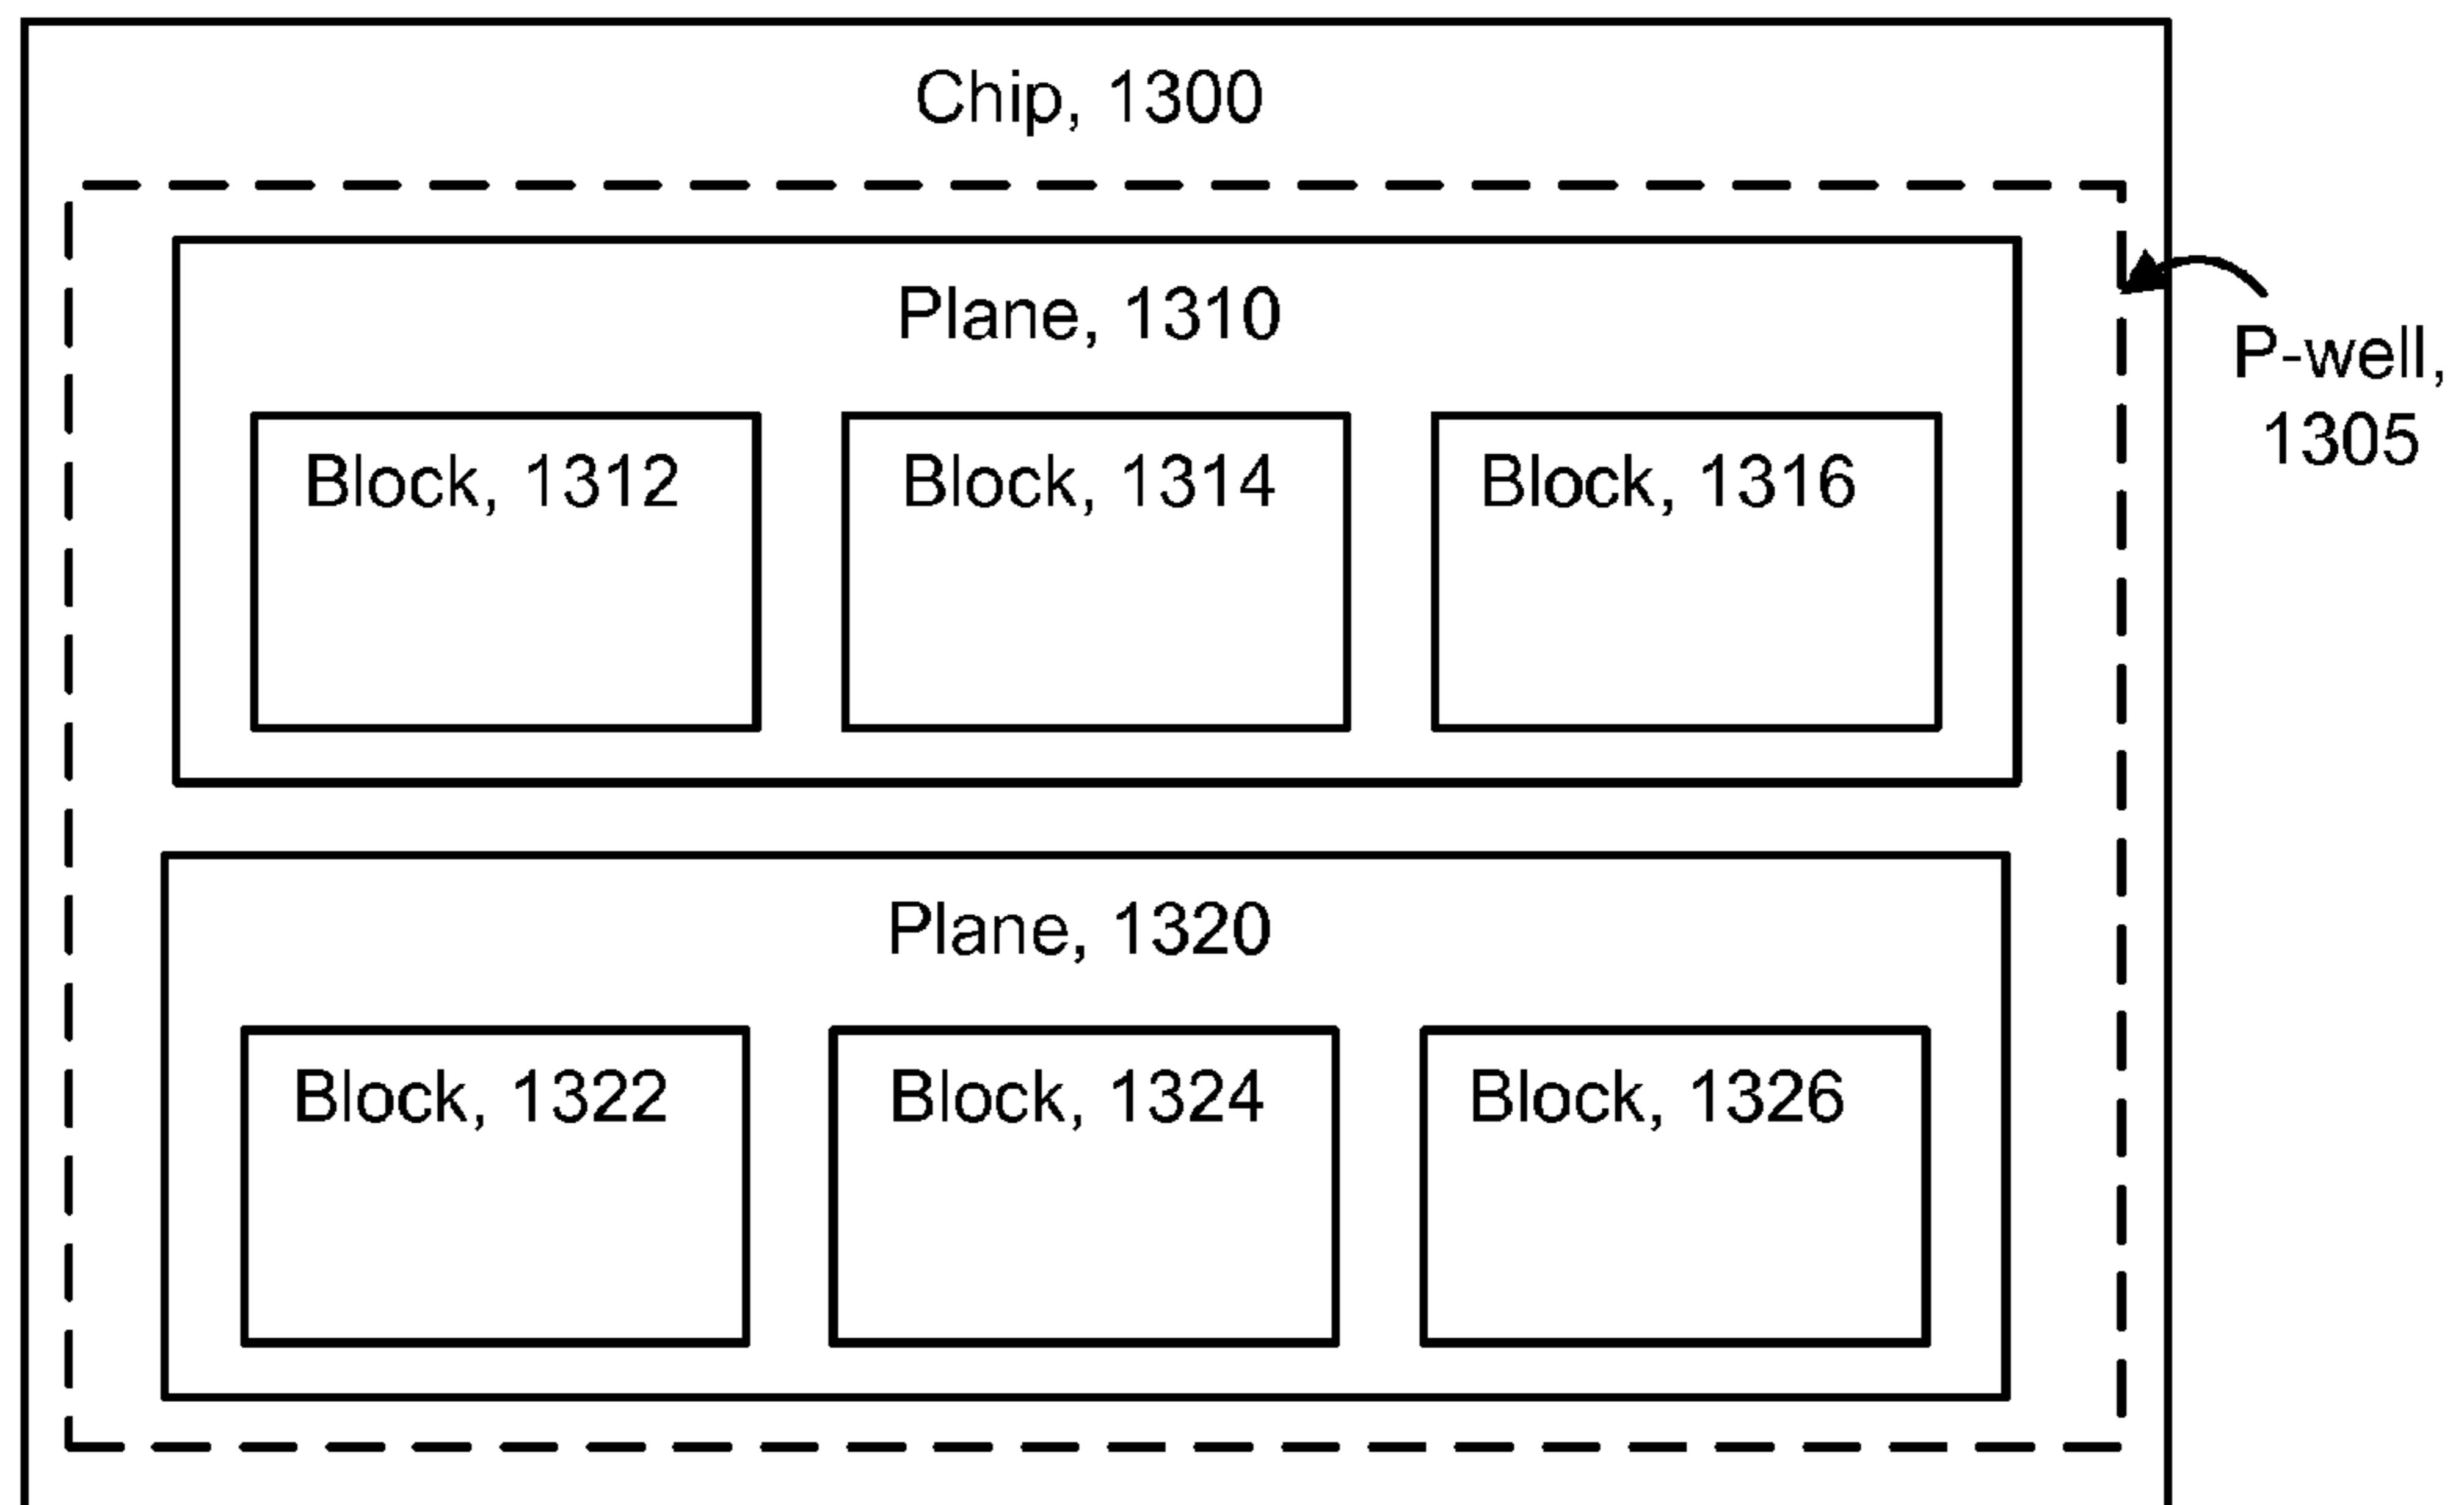 Chip, 1300
Plane, 1310
P-well,
1305
Block, 1312
Block, 1314
Block, 1316
Plane, 1320
Block, 1322
Block, 1324
Block, 1326